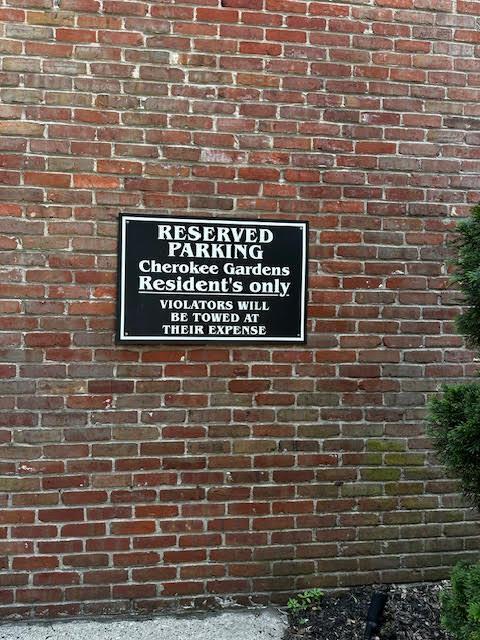 RESERVED
PARKING
Cherokee Gardens
Resident's only
VIOLATORS WILL
BE TOWED AT
THEIR EXPENSE